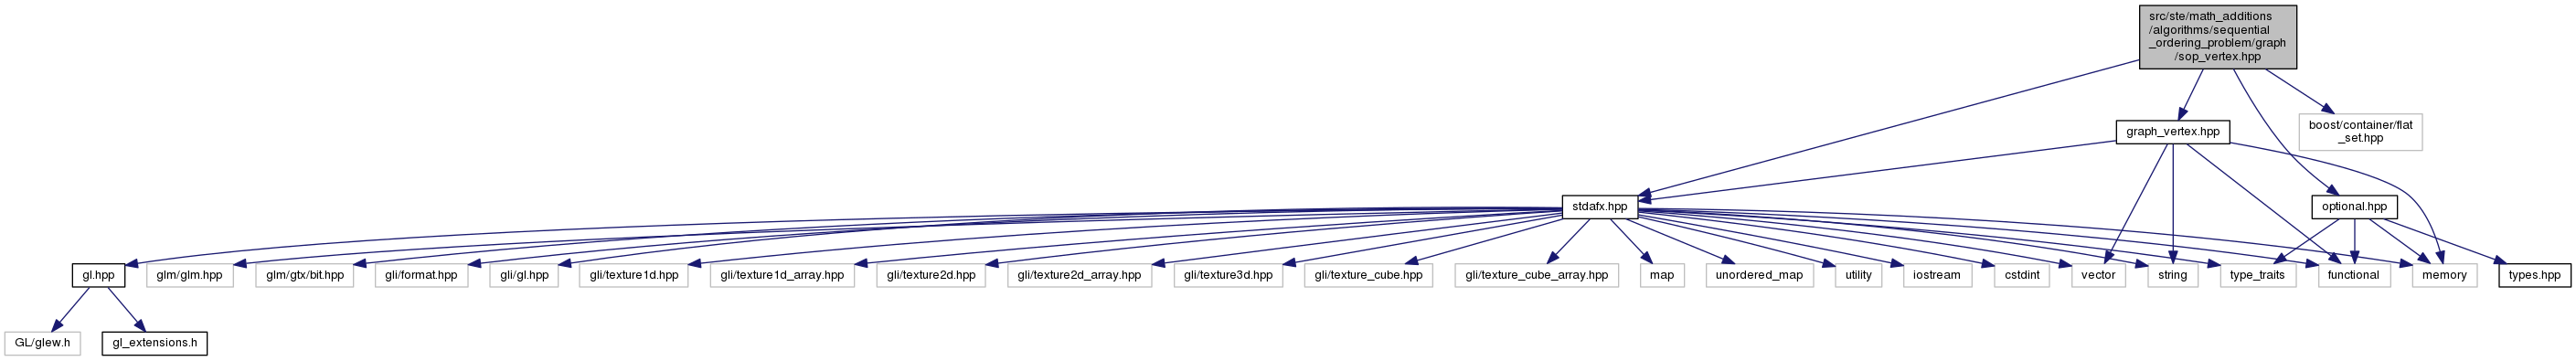 src/ste/math_additions
/algorithms/sequential
_ordering_problem/graph
/sop_vertex.hpp
boost/container/flat
_set.hpp
graph_vertex.hpp
stdafx.hpp
optional.hpp
gl.hpp
glm/glm.hpp
glm/gtx/bit.hpp
gli/format.hpp
gli/gl.hpp
gli/texture1d.hpp
gli/texture1d_array.hpp
gli/texture2d.hpp
gli/texture2d_array.hpp
gli/texture3d.hpp
gli/texture_cube.hpp
gli/texture_cube_array.hpp
map
unordered_map
utility
iostream
cstdint
vector
string
type_traits
functional
memory
types.hpp
GL/glew.h
gl_extensions.h